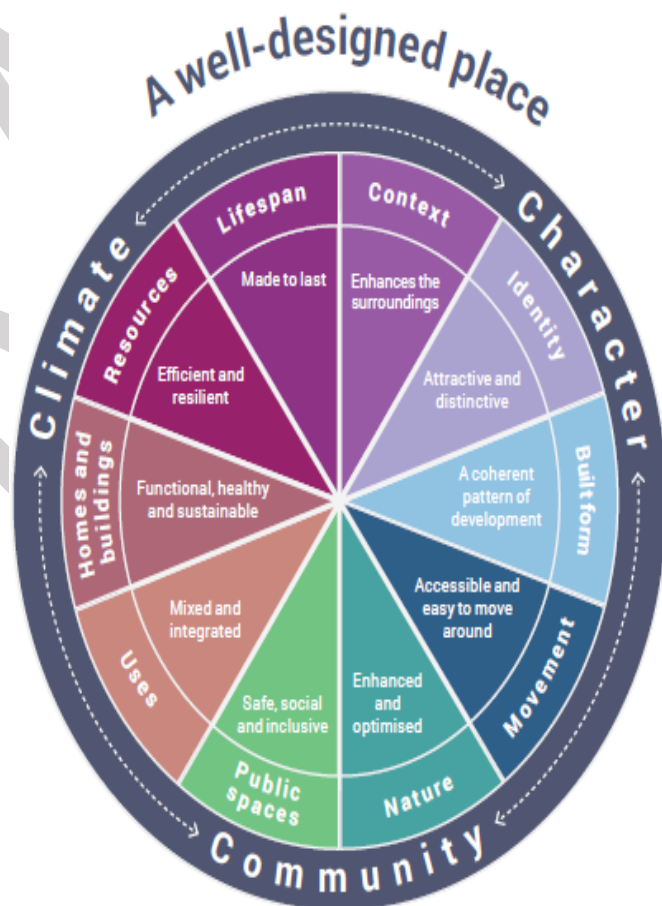 A well-designed place
Climate
Character
Community
Context
Enhances the
surroundings
Identity
Attractive and
distinctive
Built form
A coherent
pattern of
development
Movement
Accessible and
easy to move
around
Nature
Enhanced
and
optimised
Public
spaces
Safe, social
and inclusive
Uses
Mixed and
integrated
Homes and
buildings
Functional, healthy
and sustainable
Resources
Efficient and
resilient
Lifespan
Made to last